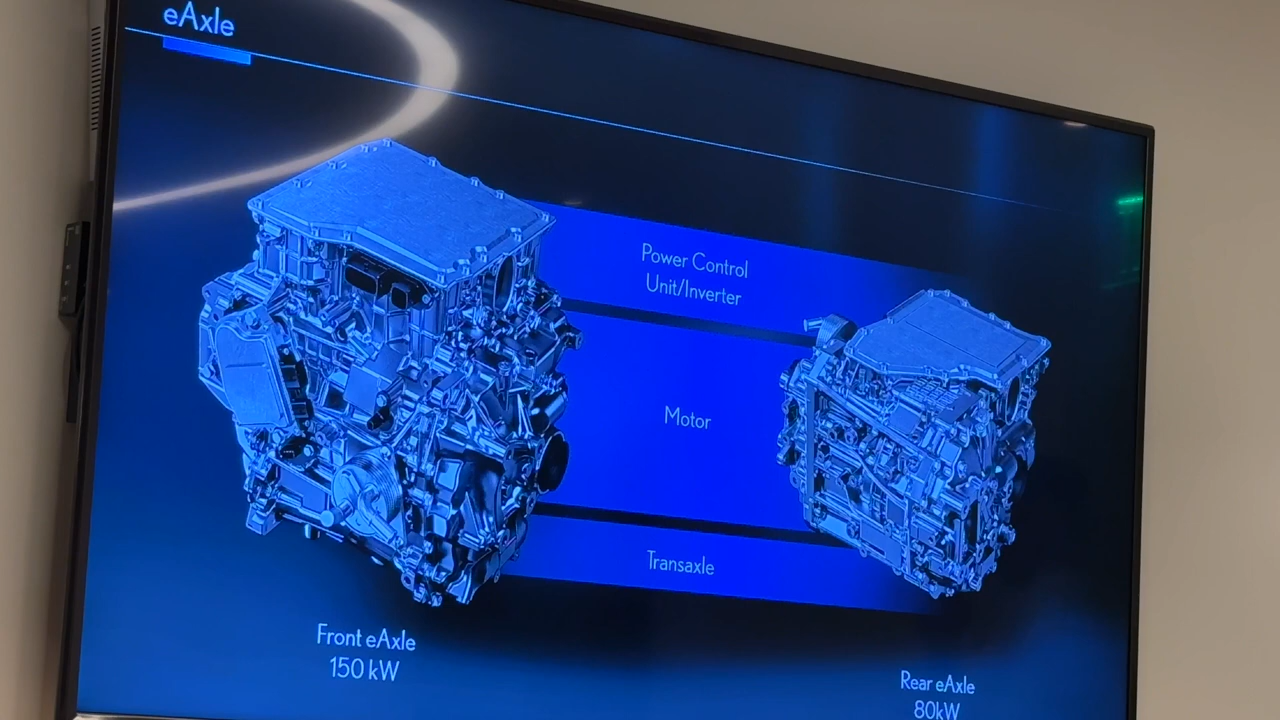 eAxle
Power Control
Unit/Inverter
Motor
Transaxle
Front eAxle
150 kW
Rear eAxle
80kW